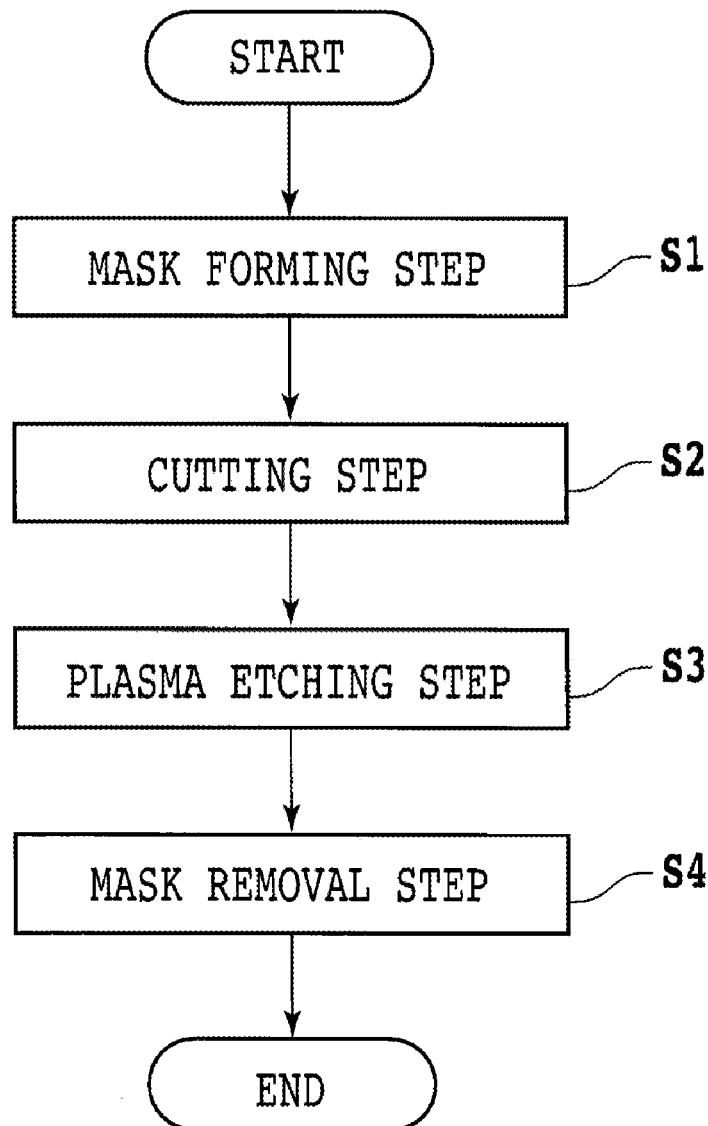 START
MASK FORMING STEP
S1
CUTTING STEP
S2
PLASMA ETCHING STEP
S3
MASK REMOVAL STEP
S4
END